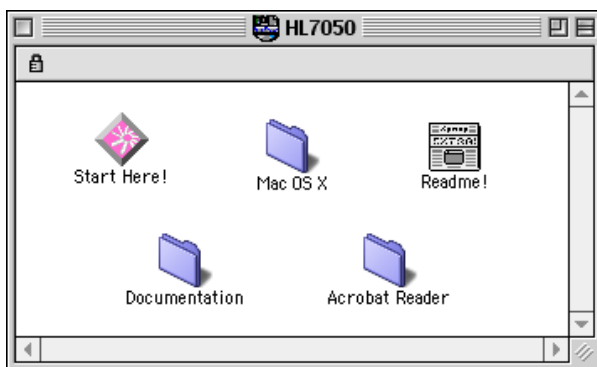 HL7050
Start Here!
Mac OS X
Readme!
Documentation
Acrobat Reader